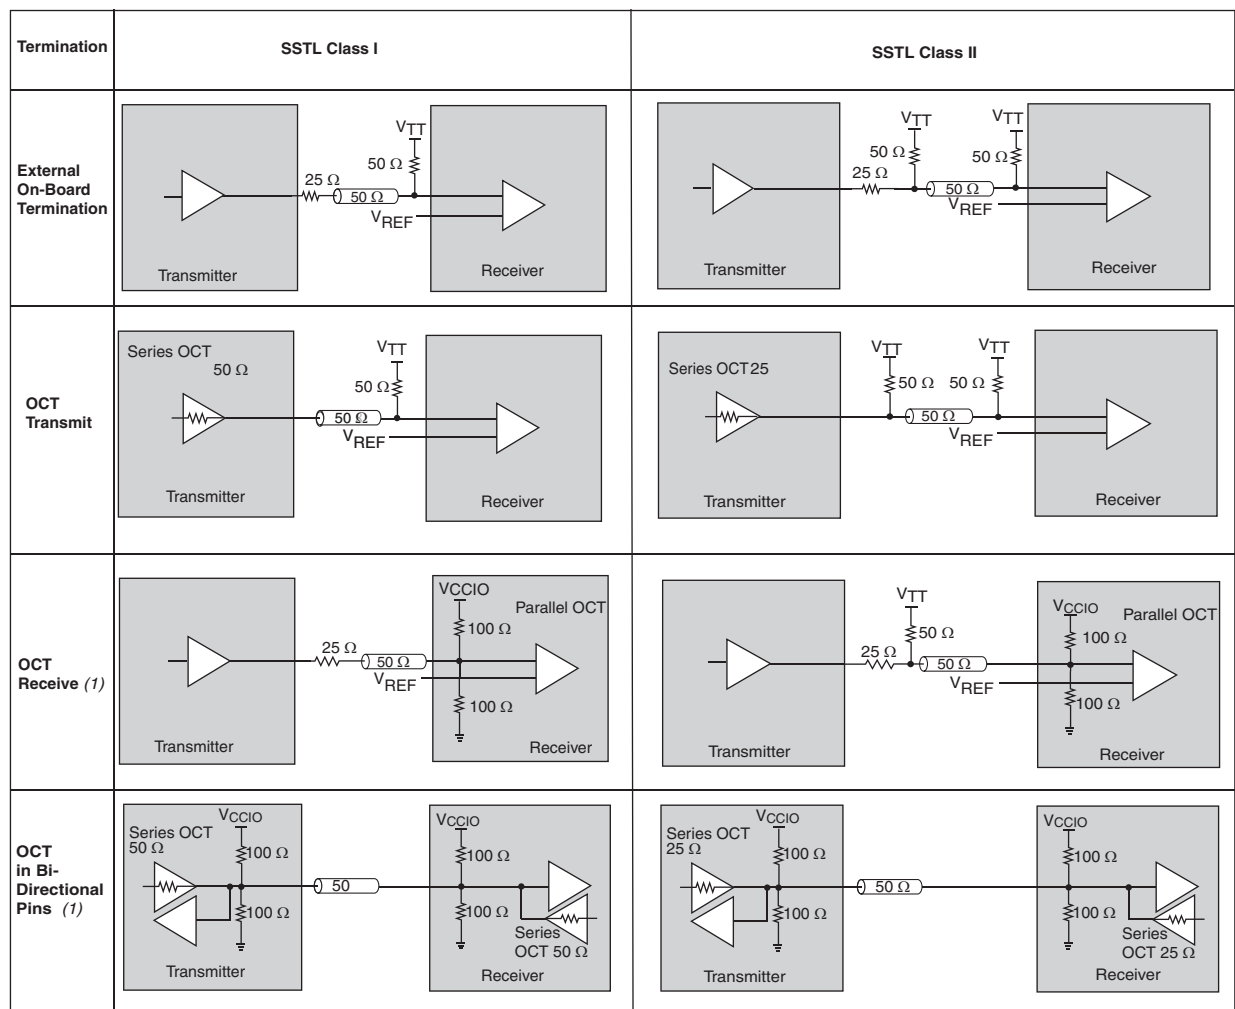 Termination
SSTL Class I
SSTL Class II
External
On-Board
Termination
VTT
50 Ω
25 Ω
50 Ω
VREF
Transmitter
Receiver
VTT
VTT
50 Ω
50 Ω
25 Ω
50 Ω
VREF
Transmitter
Receiver
OCT
Transmit
Series OCT
50 Ω
VTT
50 Ω
50 Ω
VREF
Transmitter
Receiver
Series OCT25
VTT
VTT
50 Ω
50 Ω
50 Ω
VREF
Transmitter
Receiver
OCT
Receive (1)
VCCIO
Parallel OCT
100 Ω
25 Ω
50 Ω
VREF
100 Ω
Transmitter
Receiver
VTT
50 Ω
25 Ω
50 Ω
VREF
VCCIO
Parallel OCT
100 Ω
100 Ω
Transmitter
Receiver
OCT
in Bi-
Directional
Pins (1)
VCCIO
Series OCT
50 Ω
100 Ω
100 Ω
Transmitter
50
VCCIO
100 Ω
100 Ω
Series
OCT 50 Ω
Receiver
VCCIO
Series OCT
25 Ω
100 Ω
100 Ω
Transmitter
50 Ω
VCCIO
100 Ω
100 Ω
Series
OCT 25 Ω
Receiver